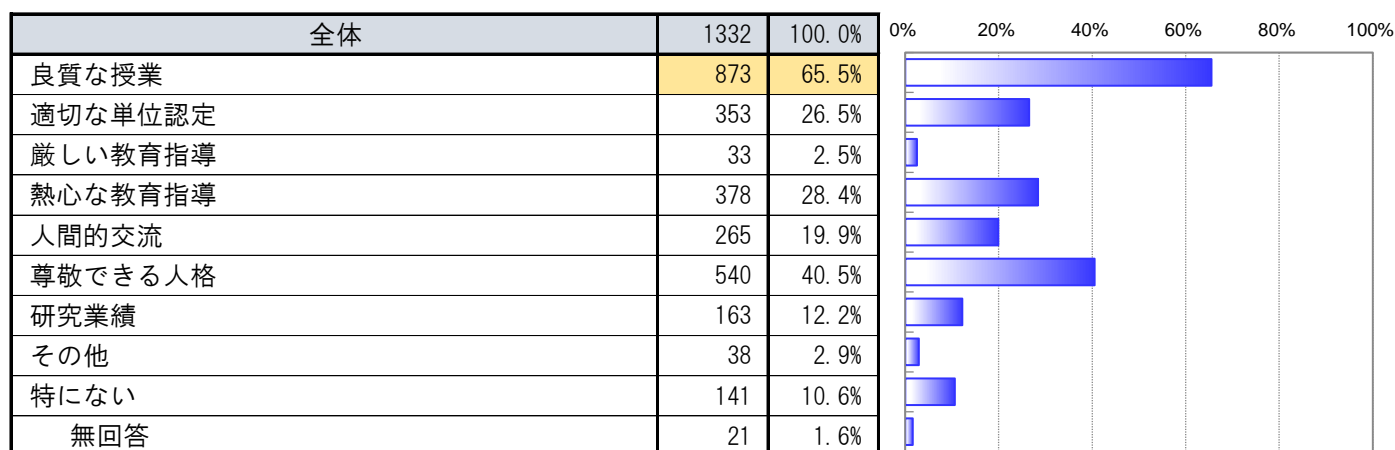 全体 1332 100.0% 0% 20% 40% 60% 80% 100%
良質な授業 873 65.5%
適切な単位認定 353 26.5%
厳しい教育指導 33 2.5%
熱心な教育指導 378 28.4%
人間的交流 265 19.9%
尊敬できる人格 540 40.5%
研究業績 163 12.2%
その他 38 2.9%
特にない 141 10.6%
無回答 21 1.6%